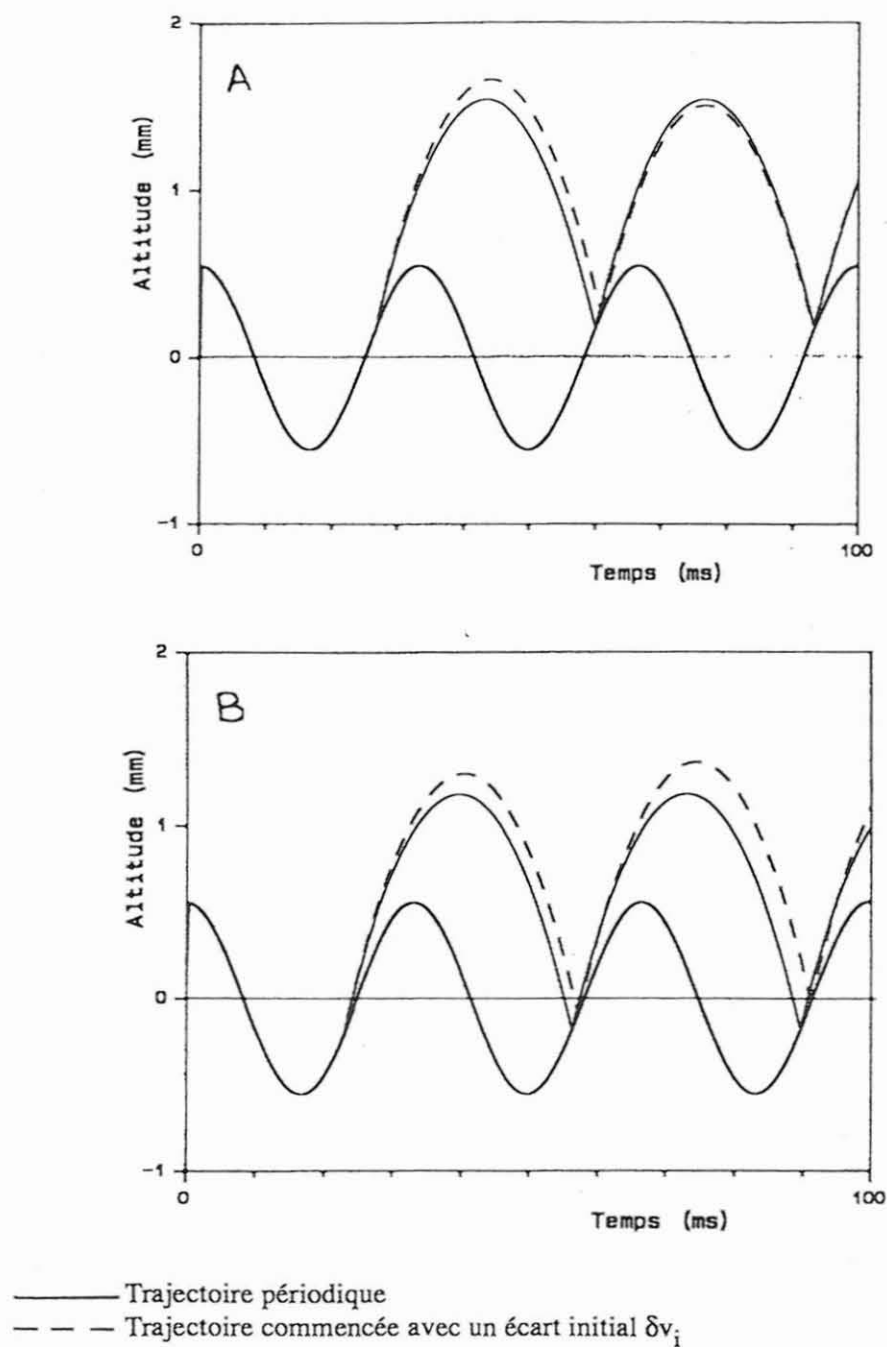 2
A
Altitude (mm)
1
0
-1
0
100
Temps (ms)
2
B
Altitude (mm)
1
0
-1
0
100
Temps (ms)
Trajectoire périodique
Trajectoire commencée avec un écart initial δvi